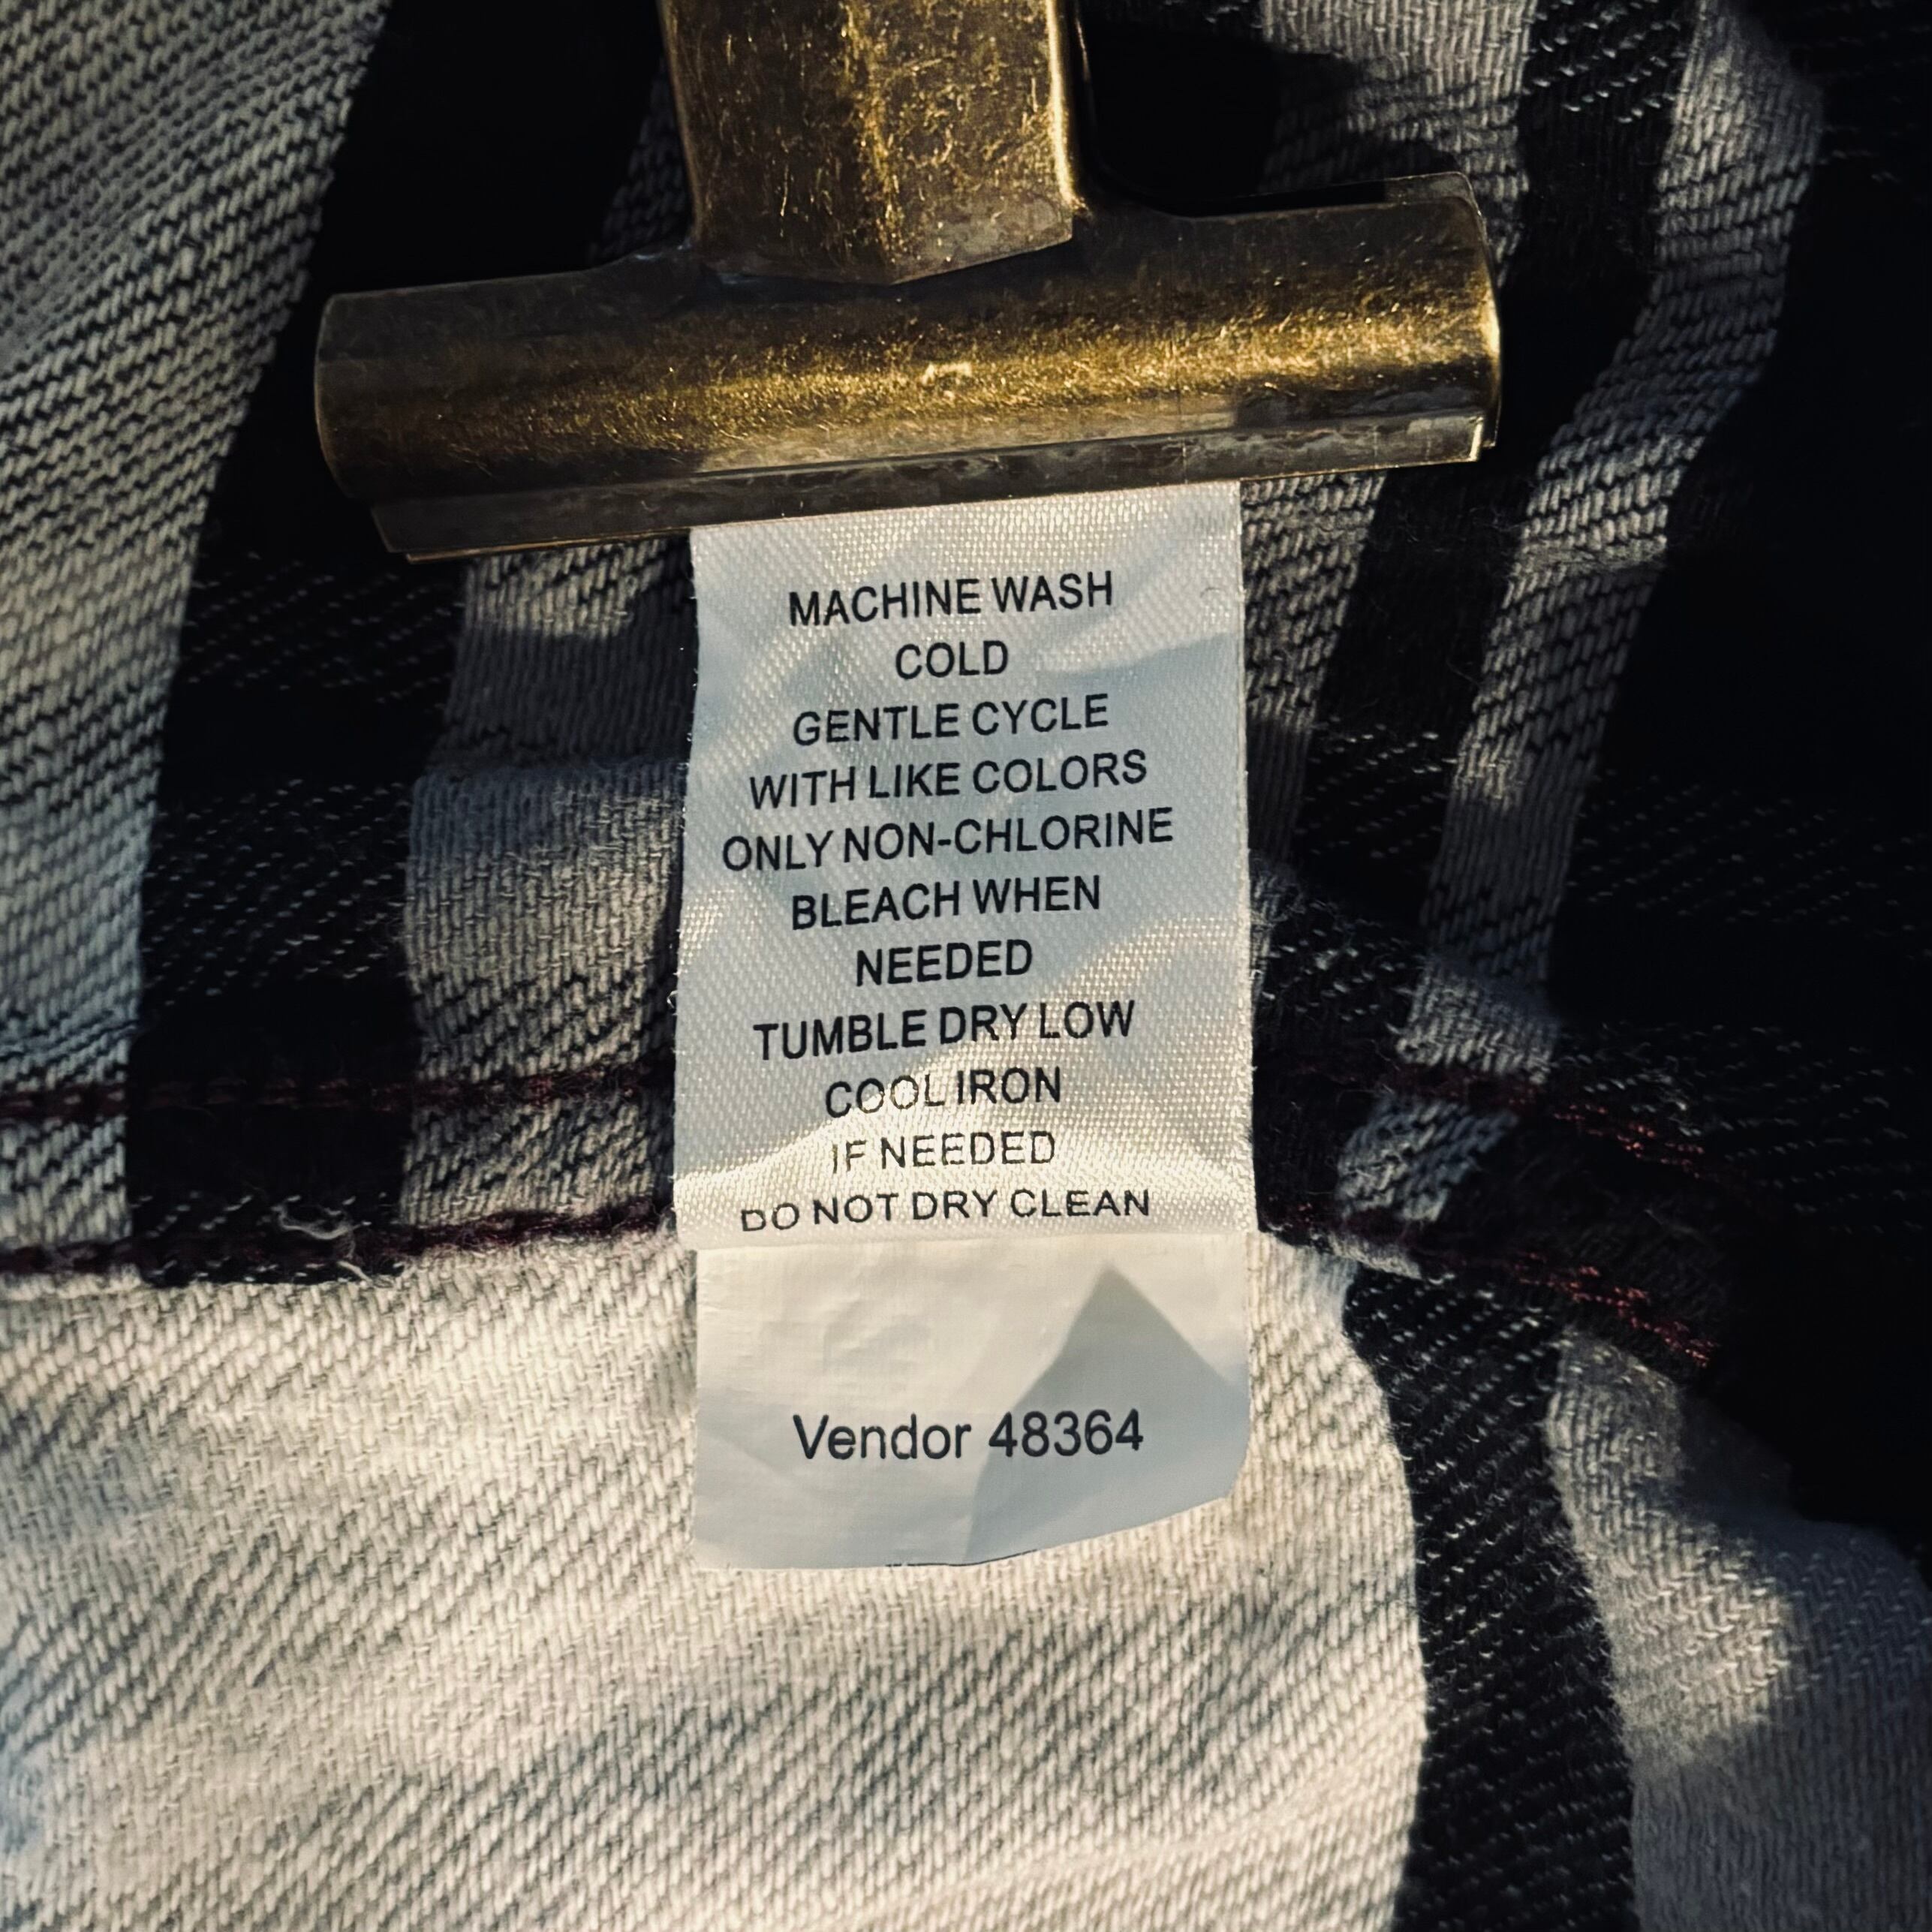 MACHINE WASH
COLD
GENTLE CYCLE
WITH LIKE COLORS
ONLY NON-CHLORINE
BLEACH WHEN
NEEDED
TUMBLE DRY LOW
COOL IRON
IF NEEDED
DO NOT DRY CLEAN
Vendor 48364